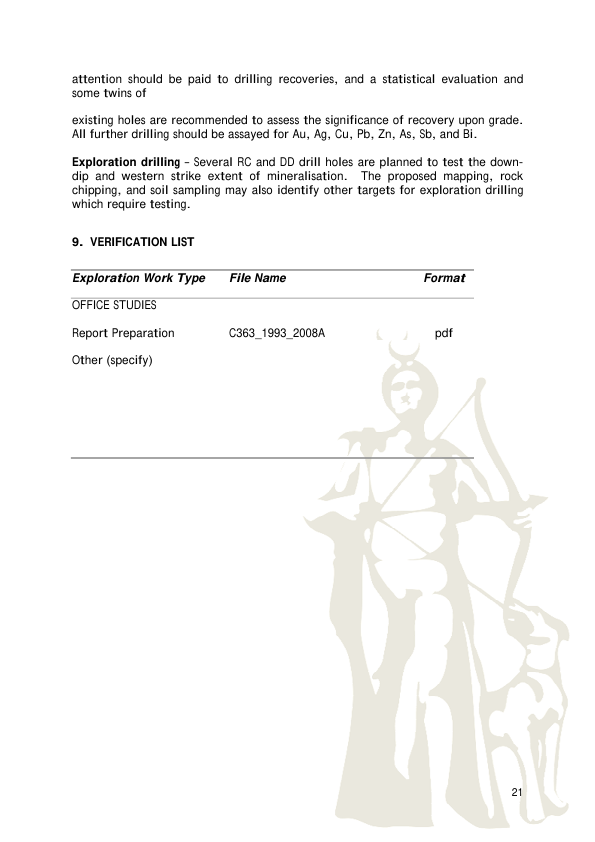 attention should be paid to drilling recoveries, and a statistical evaluation and
some twins of
existing holes are recommended to assess the significance of recovery upon grade.
All further drilling should be assayed for Au, Ag, Cu, Pb, Zn, As, Sb, and Bi.
Exploration drilling – Several RC and DD drill holes are planned to test the down-
dip and western strike extent of mineralisation. The proposed mapping, rock
chipping, and soil sampling may also identify other targets for exploration drilling
which require testing.
9. VERIFICATION LIST
Exploration Work Type File Name Format
OFFICE STUDIES
Report Preparation C363_1993_2008A pdf
Other (specify)
21